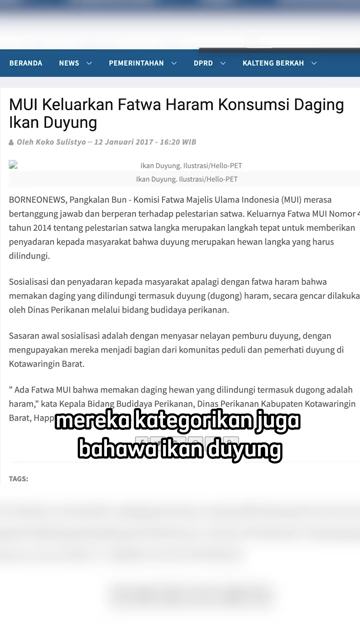 BERANDA NEWS PEMERINTAHAN DPRD KALTENG BERKAH
MUI Keluarkan Fatwa Haram Konsumsi Daging
Ikan Duyung
Oleh Koko Sulistyo – 12 Januari 2017 - 16:20 WIB
Ikan Duyung. Ilustrasi/Hello-PET
Ikan Duyung. Ilustrasi/Hello-PET
BORNEONEWS, Pangkalan Bun - Komisi Fatwa Majelis Ulama Indonesia (MUI) merasa
bertanggung jawab dan berperan terhadap pelestarian satwa. Keluarnya Fatwa MUI Nomor 4
tahun 2014 tentang pelestarian satwa langka merupakan langkah tepat untuk memberikan
penyadaran kepada masyarakat bahwa duyung merupakan hewan langka yang harus
dilindungi.
Sosialisasi dan penyadaran kepada masyarakat apalagi dengan fatwa haram bahwa
memakan daging yang dilindungi termasuk duyung (dugong) haram, secara gencar dilakuka
oleh Dinas Perikanan melalui bidang budidaya perikanan.
Sasaran awal sosialisasi adalah dengan menyasar nelayan pemburu duyung, dengan
mengupayakan mereka menjadi bagian dari komunitas peduli dan pemerhati duyung di
Kotawaringin Barat.
" Ada Fatwa MUI bahwa memakan daging hewan yang dilindungi termasuk dugong adalah
haram," kata Kepala Bidang Budidaya Perikanan, Dinas Perikanan Kabupaten Kotawaringin
Barat, Happ
mereka kategorikan juga
bahawa ikan duyung
TAGS: